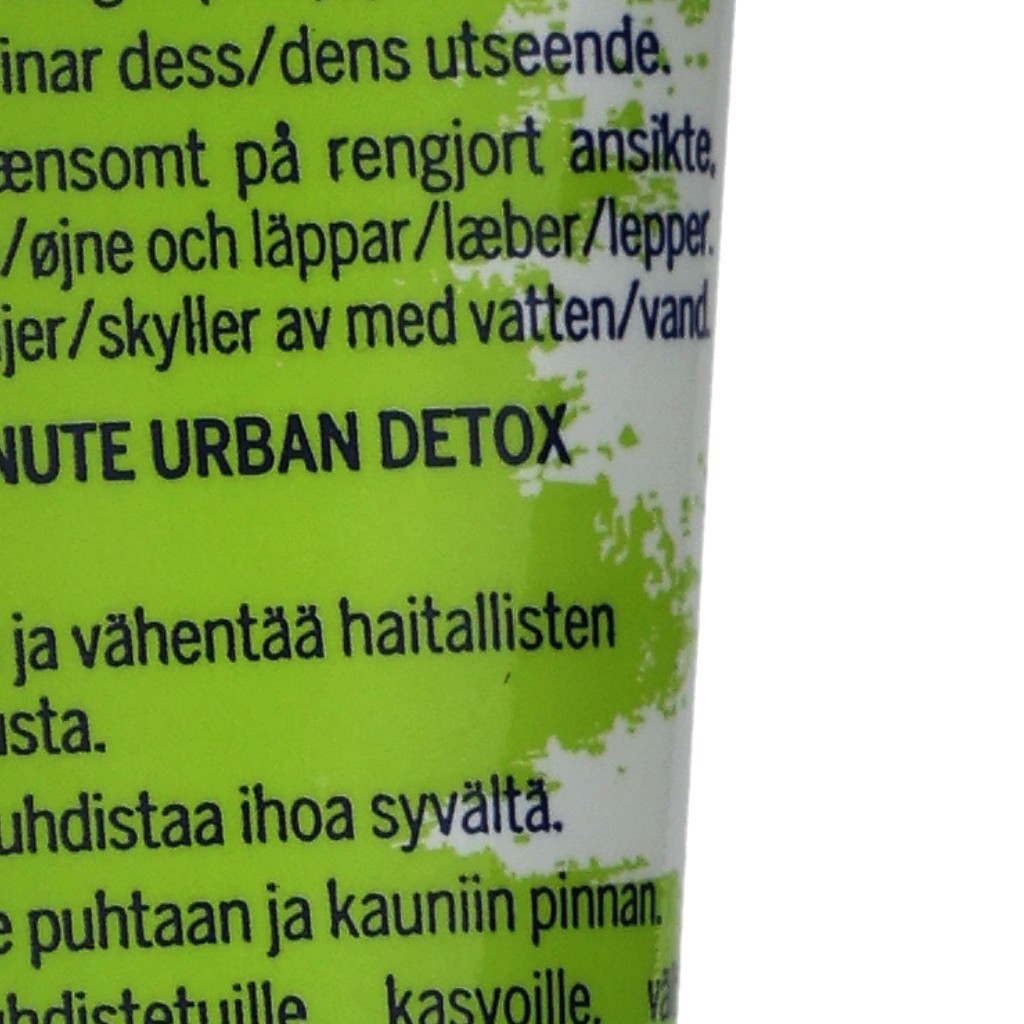 inar dess/dens utseende.
ensomt på rengjort ansikte,
/øjne och läppar/læber/lepper.
jer/skyller av med vatten/vand.
NUTE URBAN DETOX
ja vähentää haitallisten
usta.
uhdistaa ihoa syvältä.
e puhtaan ja kauniin pinnan.
hdistetuille kasvoille,